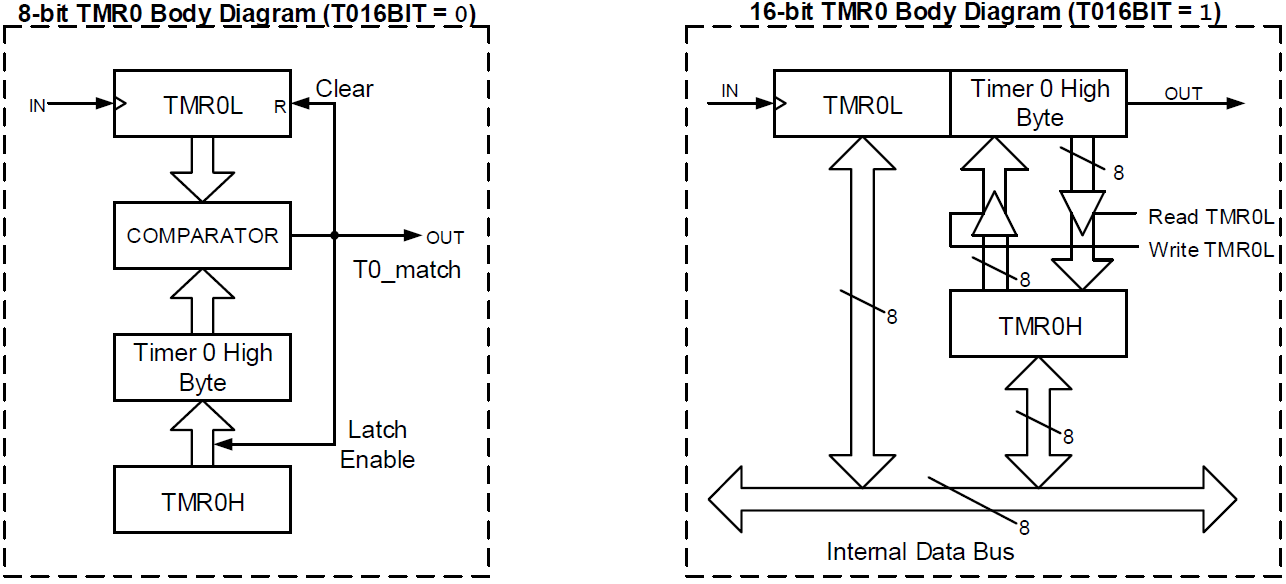 8-bit TMR0 Body Diagram (T016BIT = 0)
IN
TMR0L
R
Clear
COMPARATOR
OUT
T0_match
Timer 0 High
Byte
Latch
Enable
TMR0H
16-bit TMR0 Body Diagram (T016BIT = 1)
IN
TMR0L
Timer 0 High
Byte
OUT
8
Read TMR0L
Write TMR0L
8
8
TMR0H
8
8
Internal Data Bus